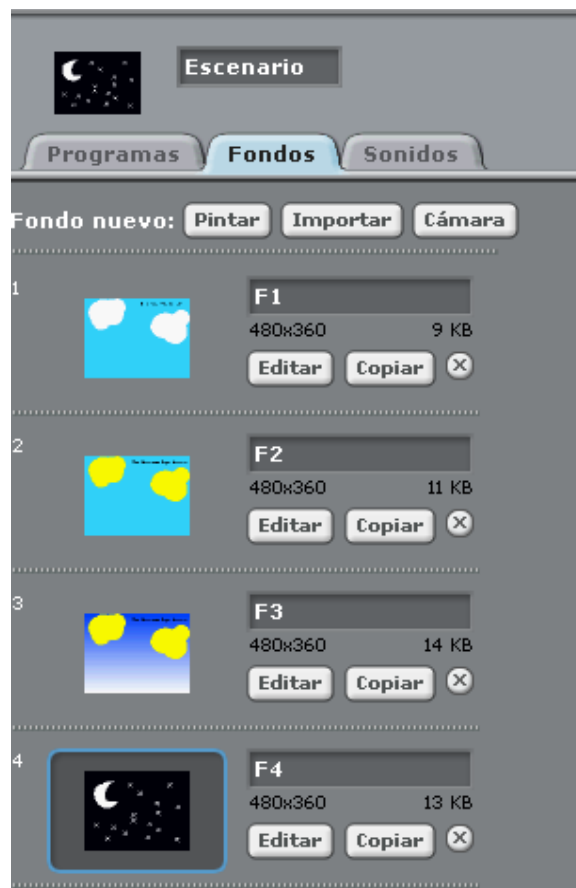 Escenario
Programas Fondos Sonidos
Fondo nuevo: Pintar Importar Cámara
1
F1
480x360 9 KB
Editar Copiar
2
F2
480x360 11 KB
Editar Copiar
3
F3
480x360 14 KB
Editar Copiar
4
F4
480x360 13 KB
Editar Copiar